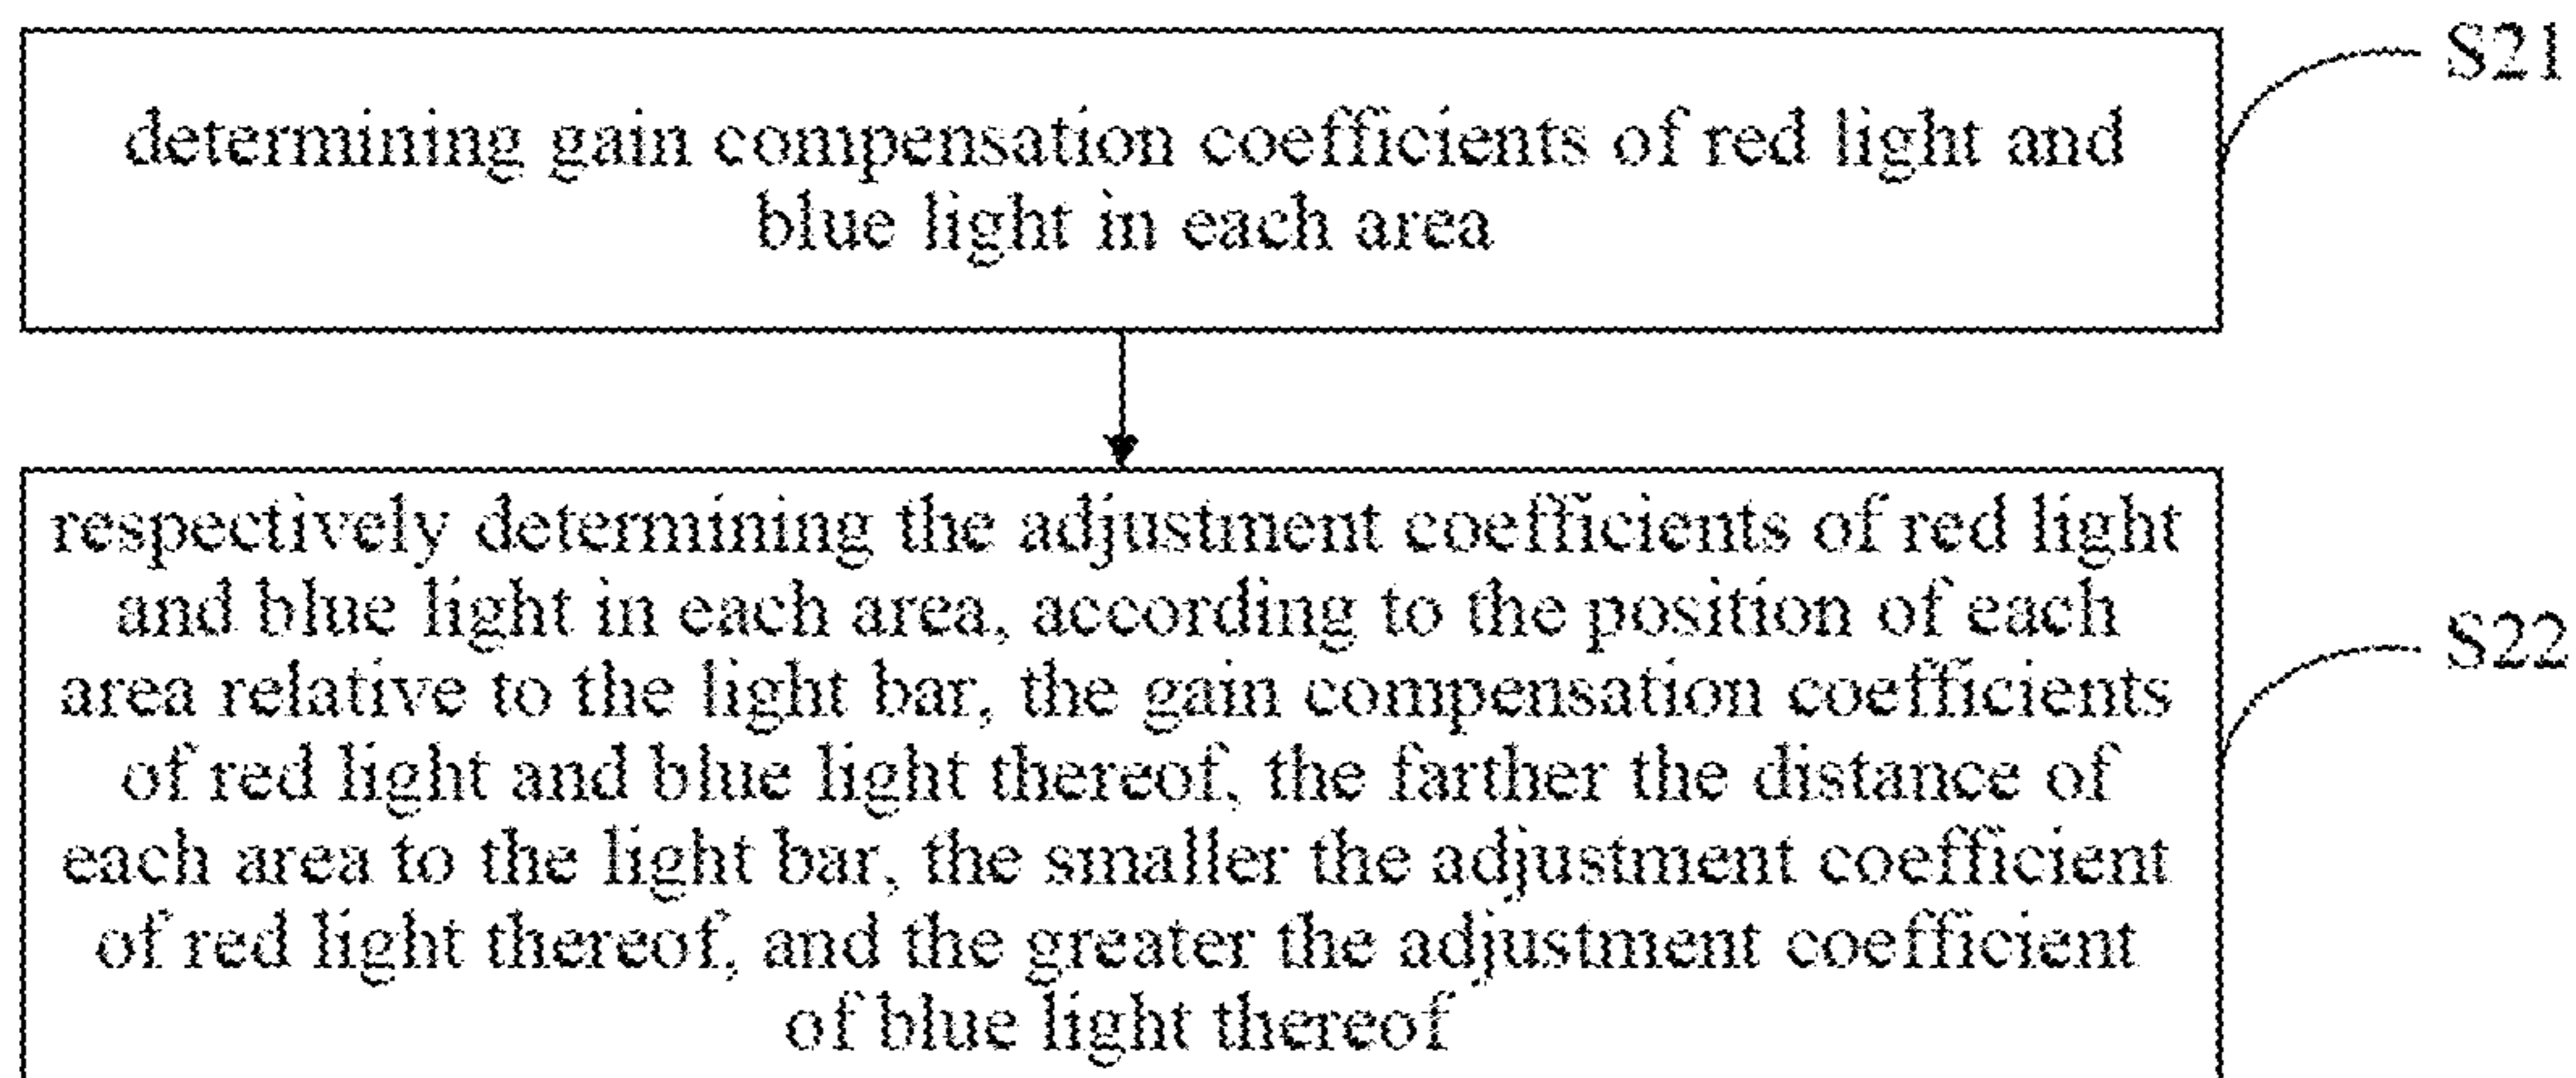 S21
determining gain compensation coefficients of red light and
blue light in each area
respectively determining the adjustment coefficients of red light
and blue light in each area, according to the position of each
area relative to the light bar, the gain compensation coefficients
of red light and blue light thereof, the farther the distance of
each area to the light bar, the smaller the adjustment coefficient
of red light thereof, and the greater the adjustment coefficient
of blue light thereof
S22